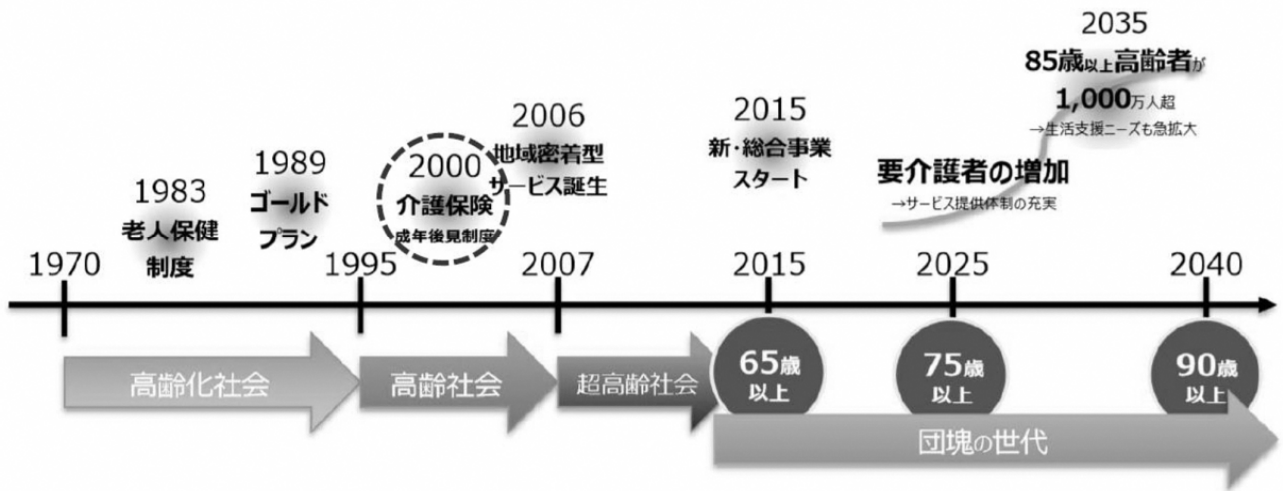 2035
85歳以上高齢者が
1,000万人超
→生活支援ニーズも急拡大
2006
地域密着型
サービス誕生
2015
新・総合事業
スタート
1989
ゴールド
プラン
2000
介護保険
成年後見制度
要介護者の増加
→サービス提供体制の充実
1983
老人保健
制度
1970
1995
2007
2015
2025
2040
高齢化社会
高齢社会
超高齢社会
65歳
以上
75歳
以上
90歳
以上
団塊の世代